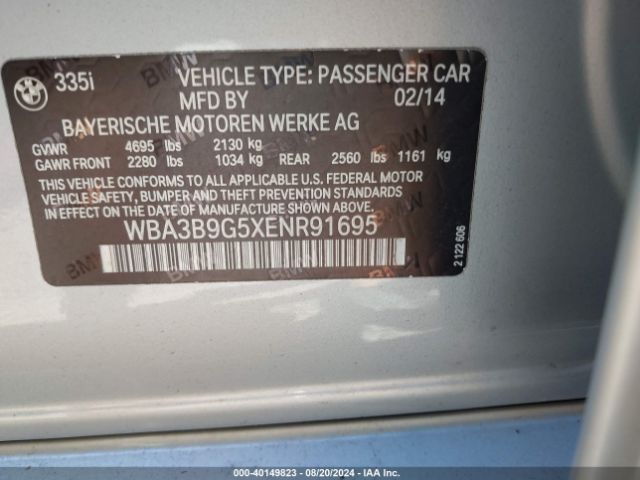 BMW 335i VEHICLE TYPE: PASSENGER CAR
MFD BY 02/14
BAYERISCHE MOTOREN WERKE AG
GVWR 4695 lbs 2130 kg
GAWR FRONT 2280 lbs 1034 kg REAR 2560 lbs 1161 kg
THIS VEHICLE CONFORMS TO ALL APPLICABLE U.S. FEDERAL MOTOR
VEHICLE SAFETY, BUMPER AND THEFT PREVENTION STANDARDS
IN EFFECT ON THE DATE OF MANUFACTURE SHOWN ABOVE.
WBA3B9G5XENR91695
2 122 606
000-40149823 - 08/20/2024 - IAA Inc.